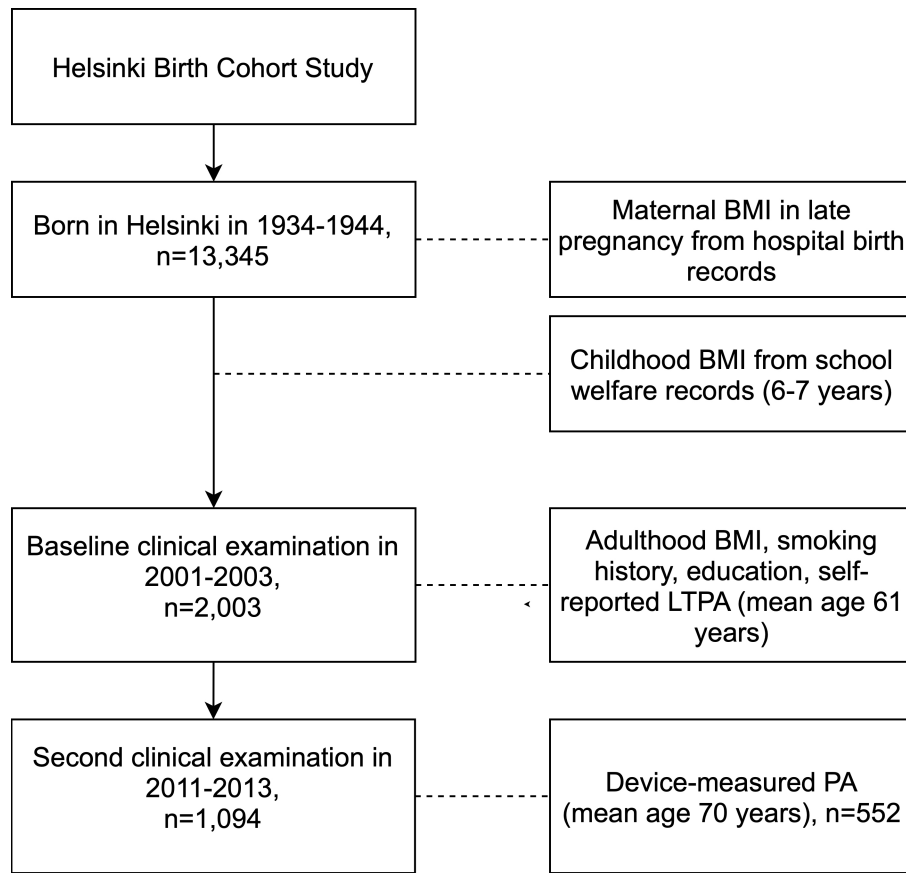 Helsinki Birth Cohort Study
Born in Helsinki in 1934-1944,
n=13,345
Maternal BMI in late
pregnancy from hospital birth
records
Childhood BMI from school
welfare records (6-7 years)
Baseline clinical examination in
2001-2003,
n=2,003
Adulthood BMI, smoking
history, education, self-
reported LTPA (mean age 61
years)
Second clinical examination in
2011-2013,
n=1,094
Device-measured PA
(mean age 70 years), n=552